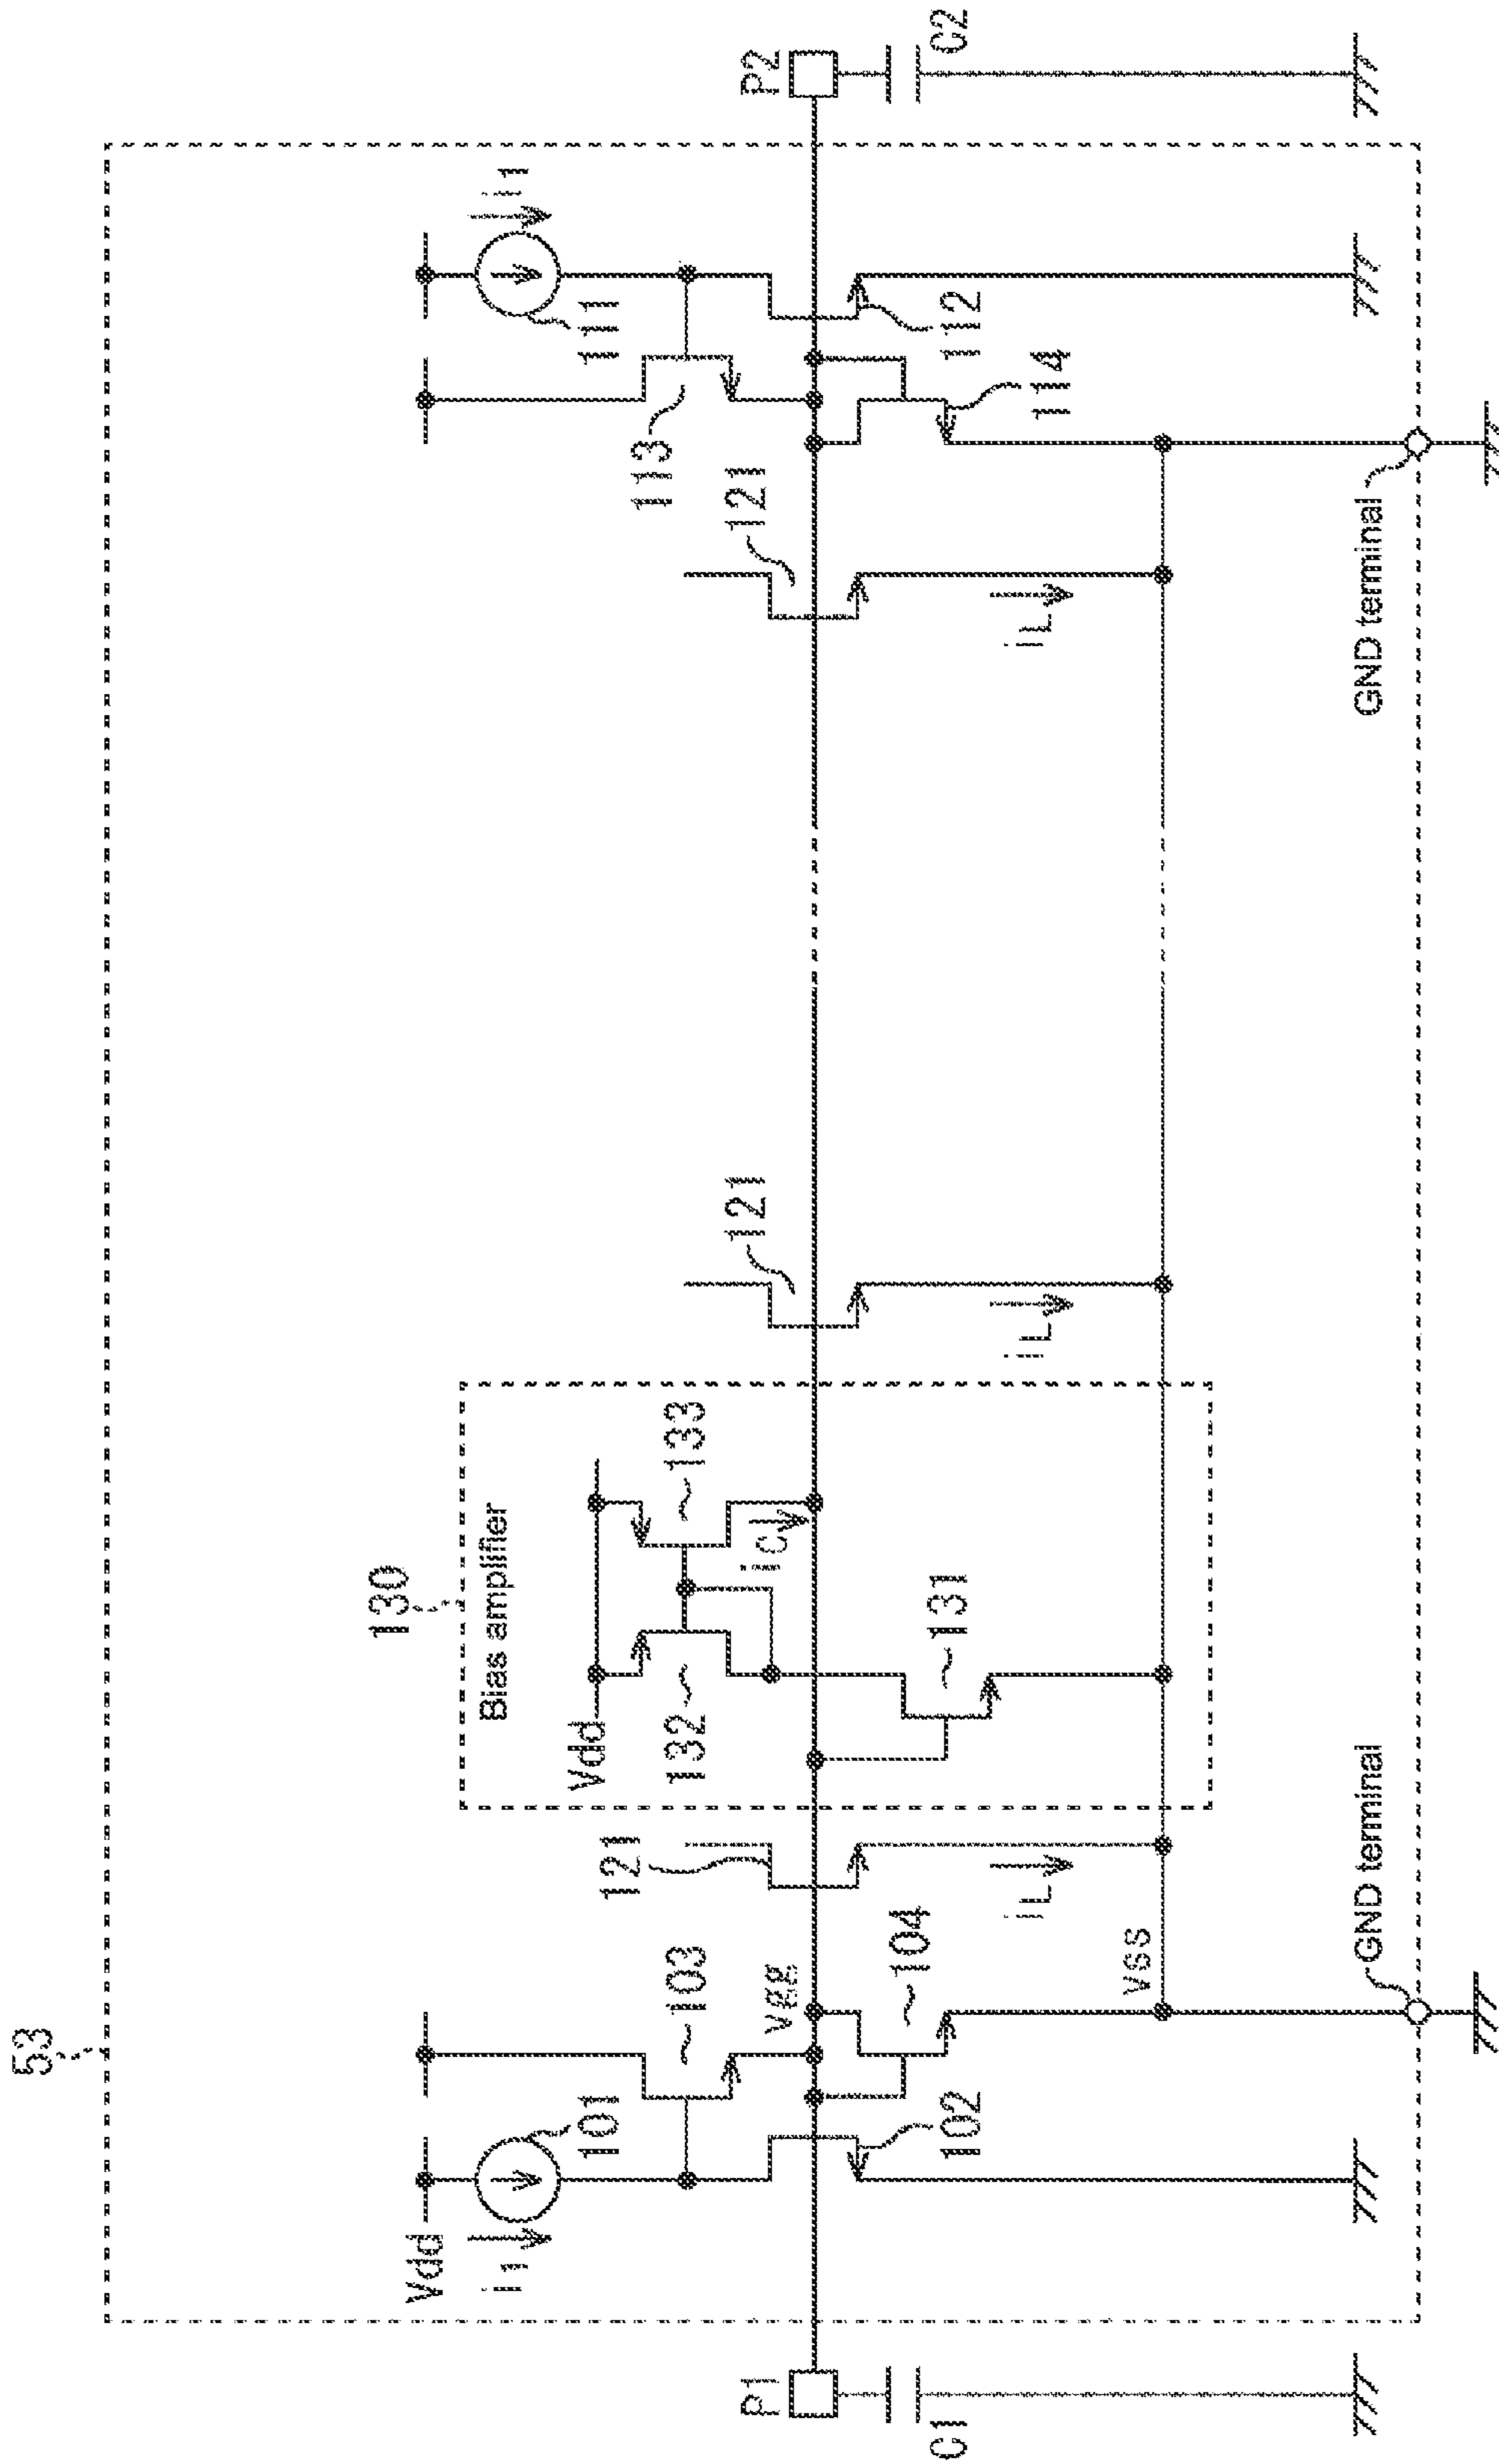 53
Vdd
i1
101
103
102
104
vgg
vss
P1
C1
GND terminal
121
iL
130
Bias amplifier
Vdd
132
133
ic
131
121
iL
121
iL
113
114
111
i1
112
GND terminal
P2
C2